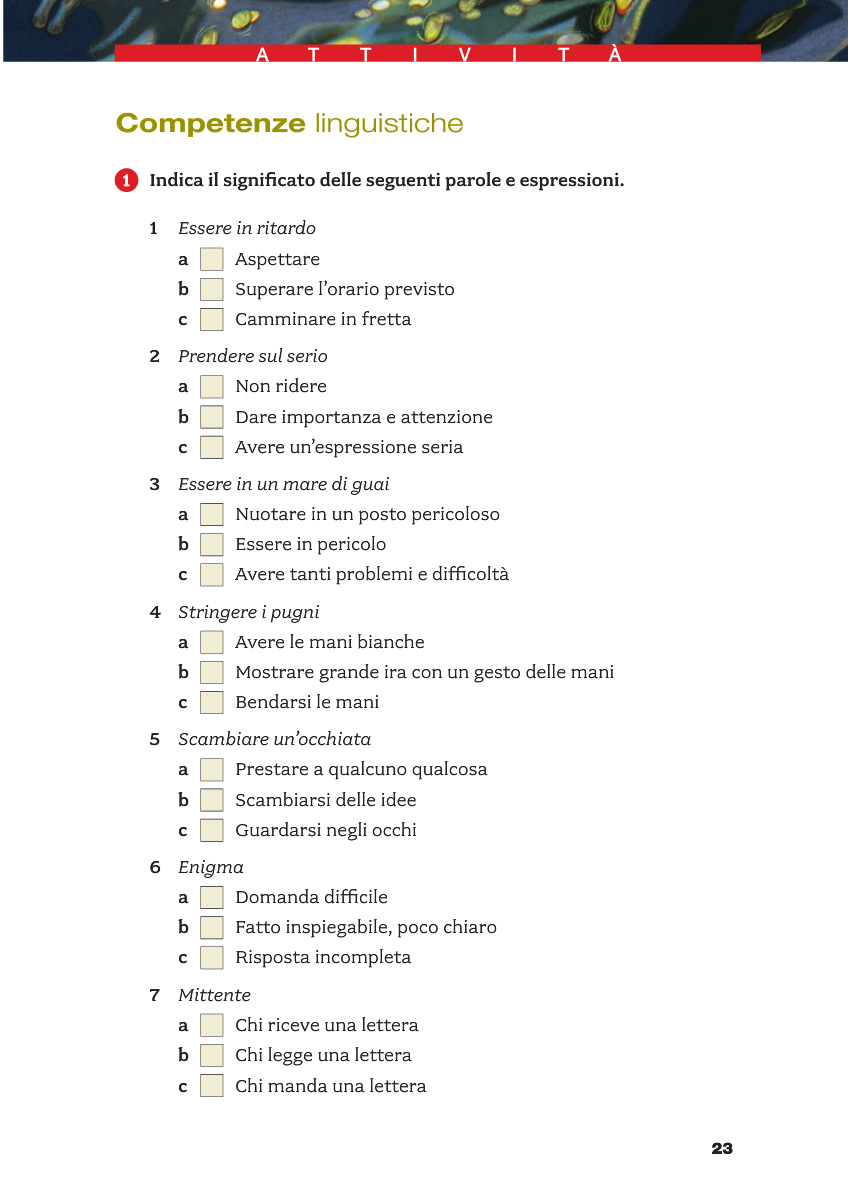 ATTIVITÀ
Competenze linguistiche
1 Indica il significato delle seguenti parole e espressioni.
1 Essere in ritardo
a Aspettare
b Superare l’orario previsto
c Camminare in fretta
2 Prendere sul serio
a Non ridere
b Dare importanza e attenzione
c Avere un’espressione seria
3 Essere in un mare di guai
a Nuotare in un posto pericoloso
b Essere in pericolo
c Avere tanti problemi e difficoltà
4 Stringere i pugni
a Avere le mani bianche
b Mostrare grande ira con un gesto delle mani
c Bendarsi le mani
5 Scambiare un’occhiata
a Prestare a qualcuno qualcosa
b Scambiarsi delle idee
c Guardarsi negli occhi
6 Enigma
a Domanda difficile
b Fatto inspiegabile, poco chiaro
c Risposta incompleta
7 Mittente
a Chi riceve una lettera
b Chi legge una lettera
c Chi manda una lettera
23